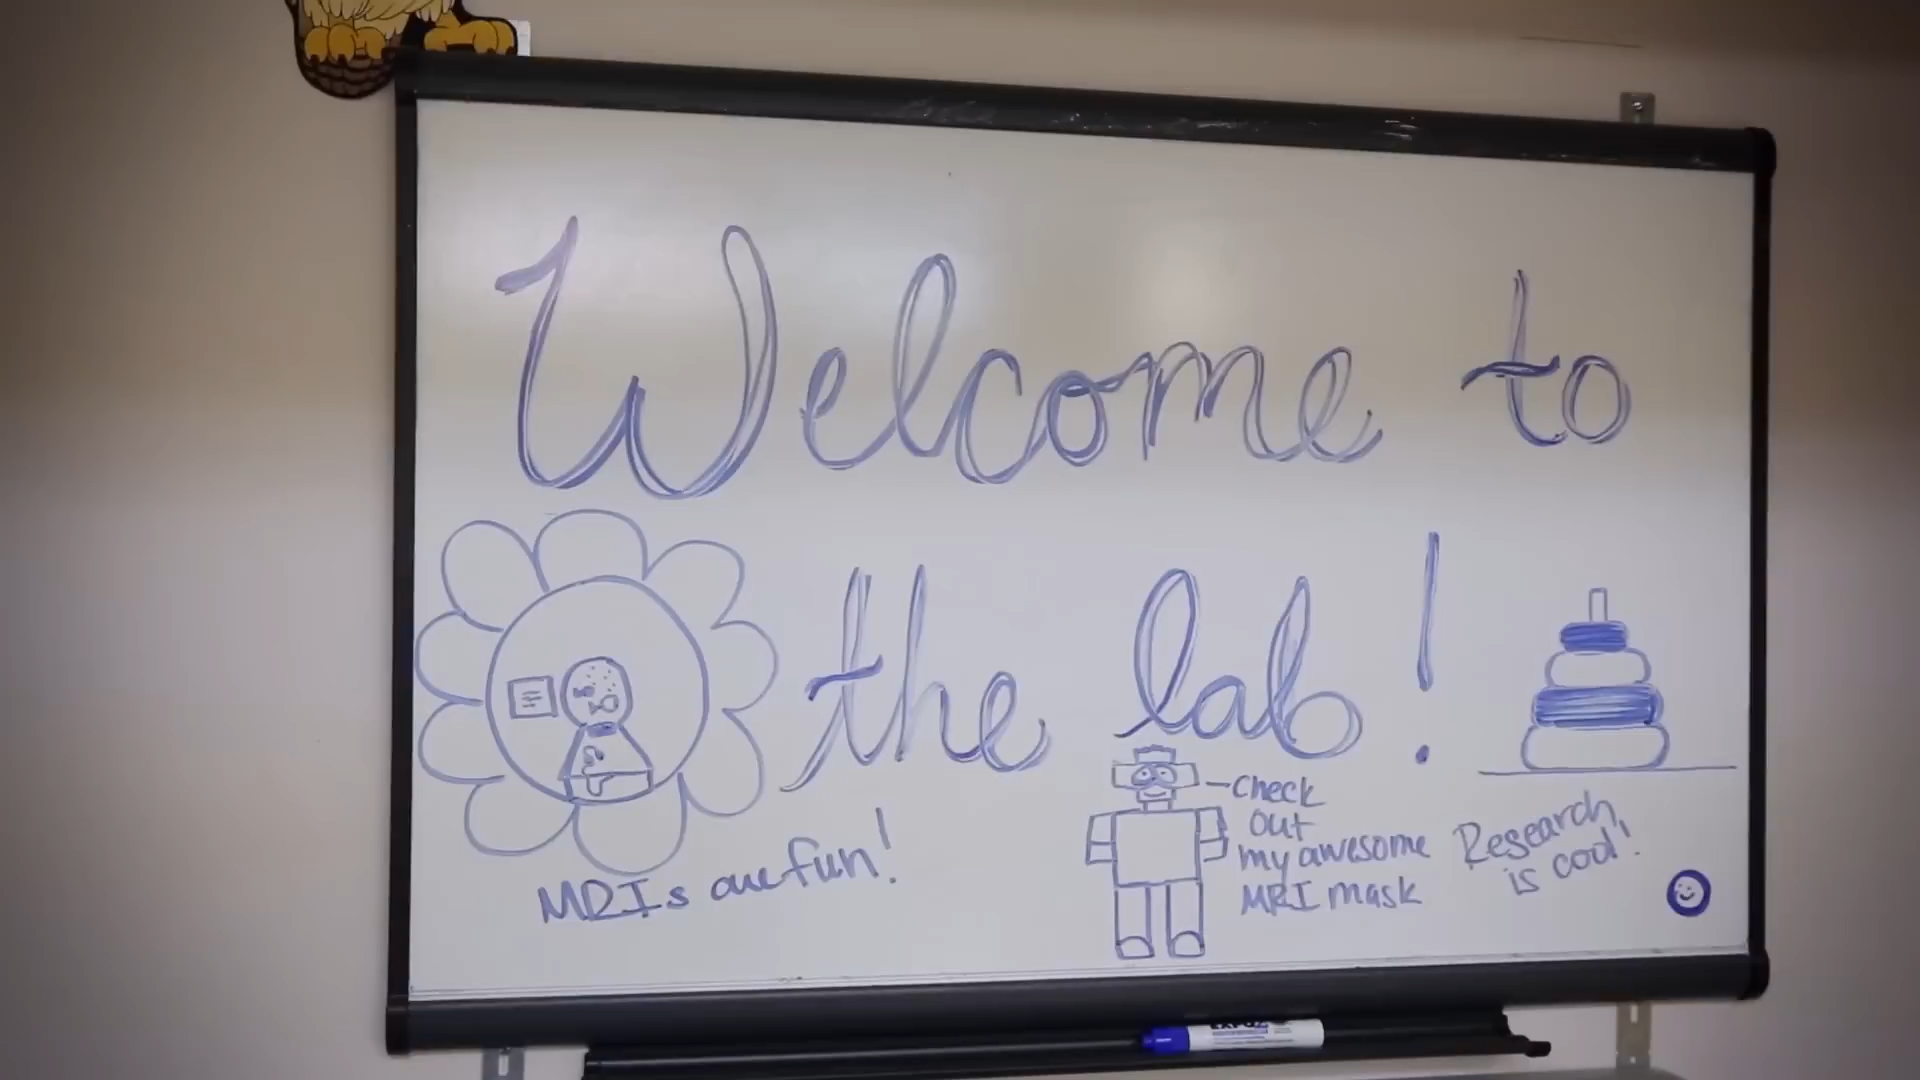 Welcome to
the lab!
MRIs are fun!
Check
out
my awesome
MRI mask
Research
is cool!
EXPO